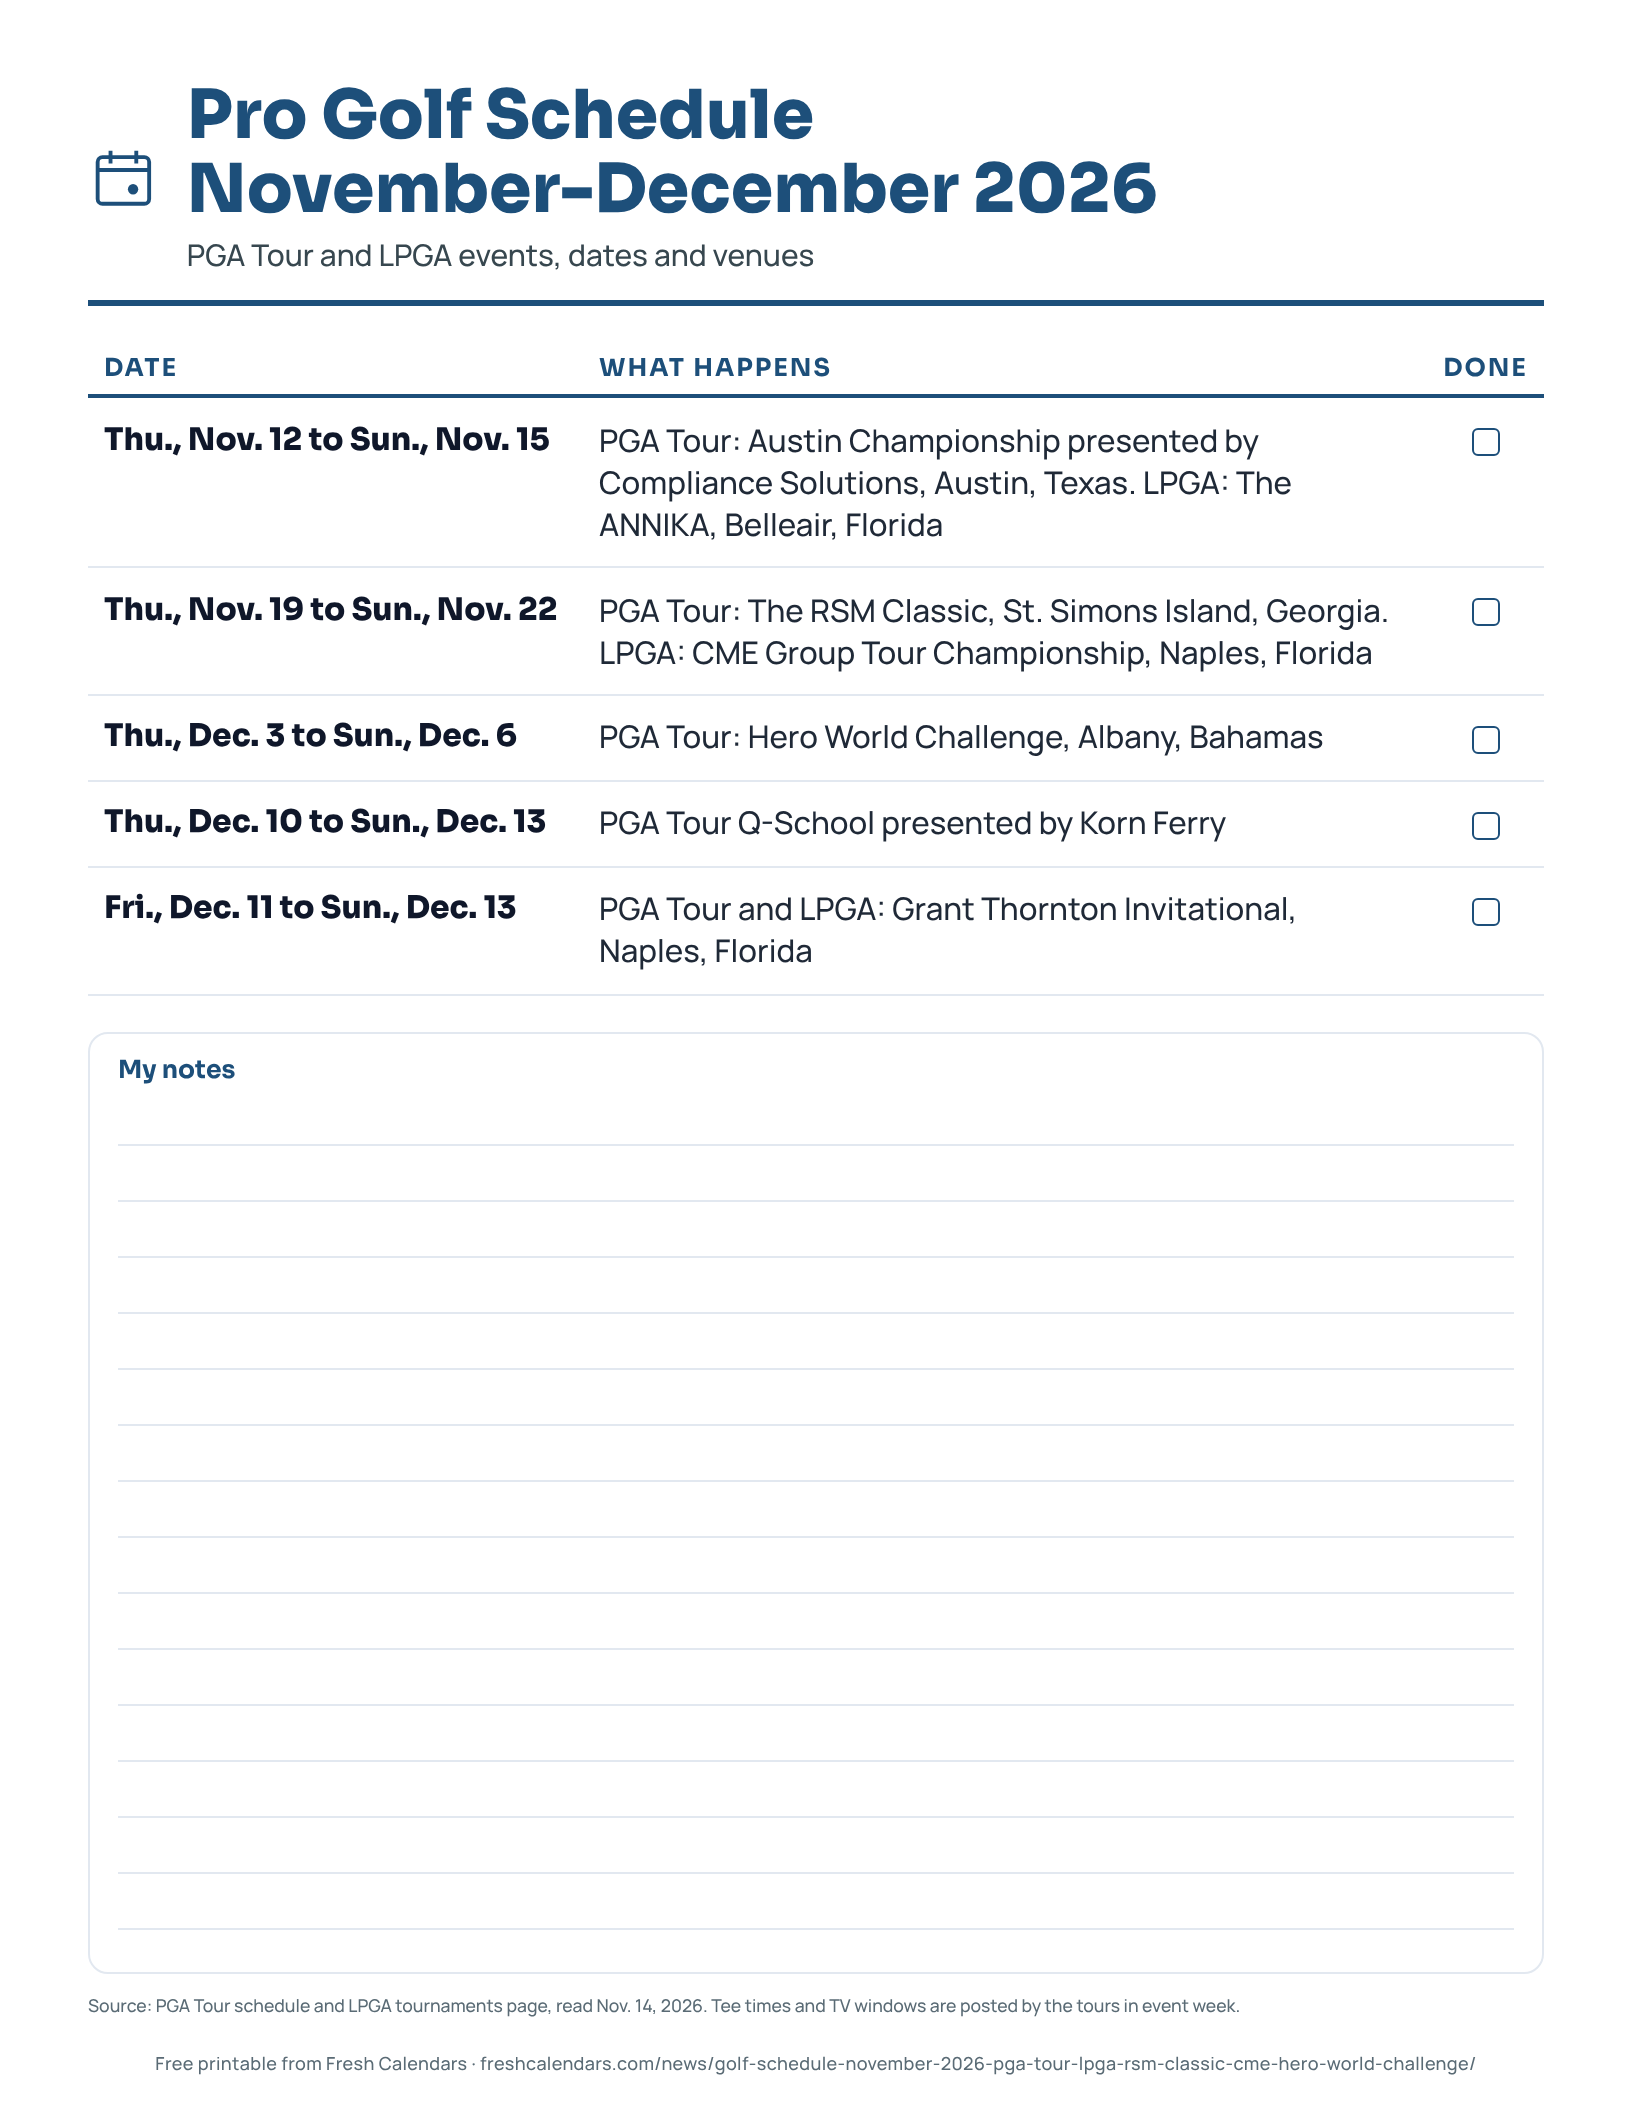 Pro Golf Schedule
November–December 2026
PGA Tour and LPGA events, dates and venues
DATE WHAT HAPPENS DONE
Thu., Nov. 12 to Sun., Nov. 15 PGA Tour: Austin Championship presented by
Compliance Solutions, Austin, Texas. LPGA: The
ANNIKA, Belleair, Florida
Thu., Nov. 19 to Sun., Nov. 22 PGA Tour: The RSM Classic, St. Simons Island, Georgia.
LPGA: CME Group Tour Championship, Naples, Florida
Thu., Dec. 3 to Sun., Dec. 6 PGA Tour: Hero World Challenge, Albany, Bahamas
Thu., Dec. 10 to Sun., Dec. 13 PGA Tour Q-School presented by Korn Ferry
Fri., Dec. 11 to Sun., Dec. 13 PGA Tour and LPGA: Grant Thornton Invitational,
Naples, Florida
My notes
Source: PGA Tour schedule and LPGA tournaments page, read Nov. 14, 2026. Tee times and TV windows are posted by the tours in event week.
Free printable from Fresh Calendars · freshcalendars.com/news/golf-schedule-november-2026-pga-tour-lpga-rsm-classic-cme-hero-world-challenge/